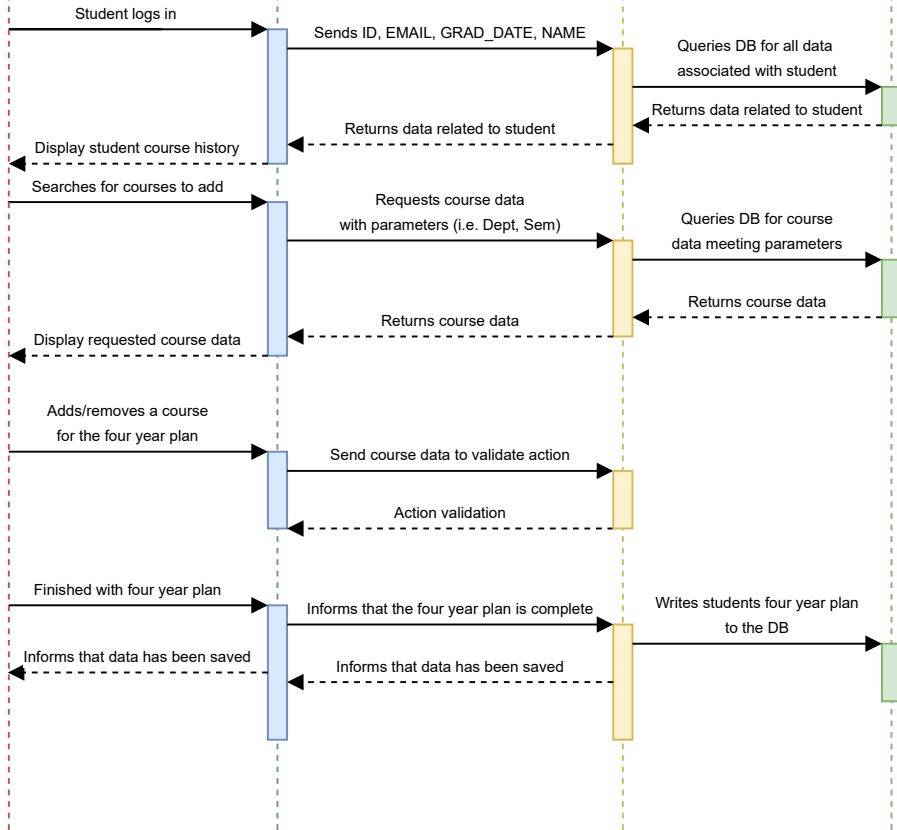 Student logs in
Sends ID, EMAIL, GRAD_DATE, NAME
Queries DB for all data
associated with student
Returns data related to student
Returns data related to student
Display student course history
Searches for courses to add
Requests course data
with parameters (i.e. Dept, Sem)
Queries DB for course
data meeting parameters
Returns course data
Returns course data
Display requested course data
Adds/removes a course
for the four year plan
Send course data to validate action
Action validation
Finished with four year plan
Informs that the four year plan is complete
Writes students four year plan
to the DB
Informs that data has been saved
Informs that data has been saved